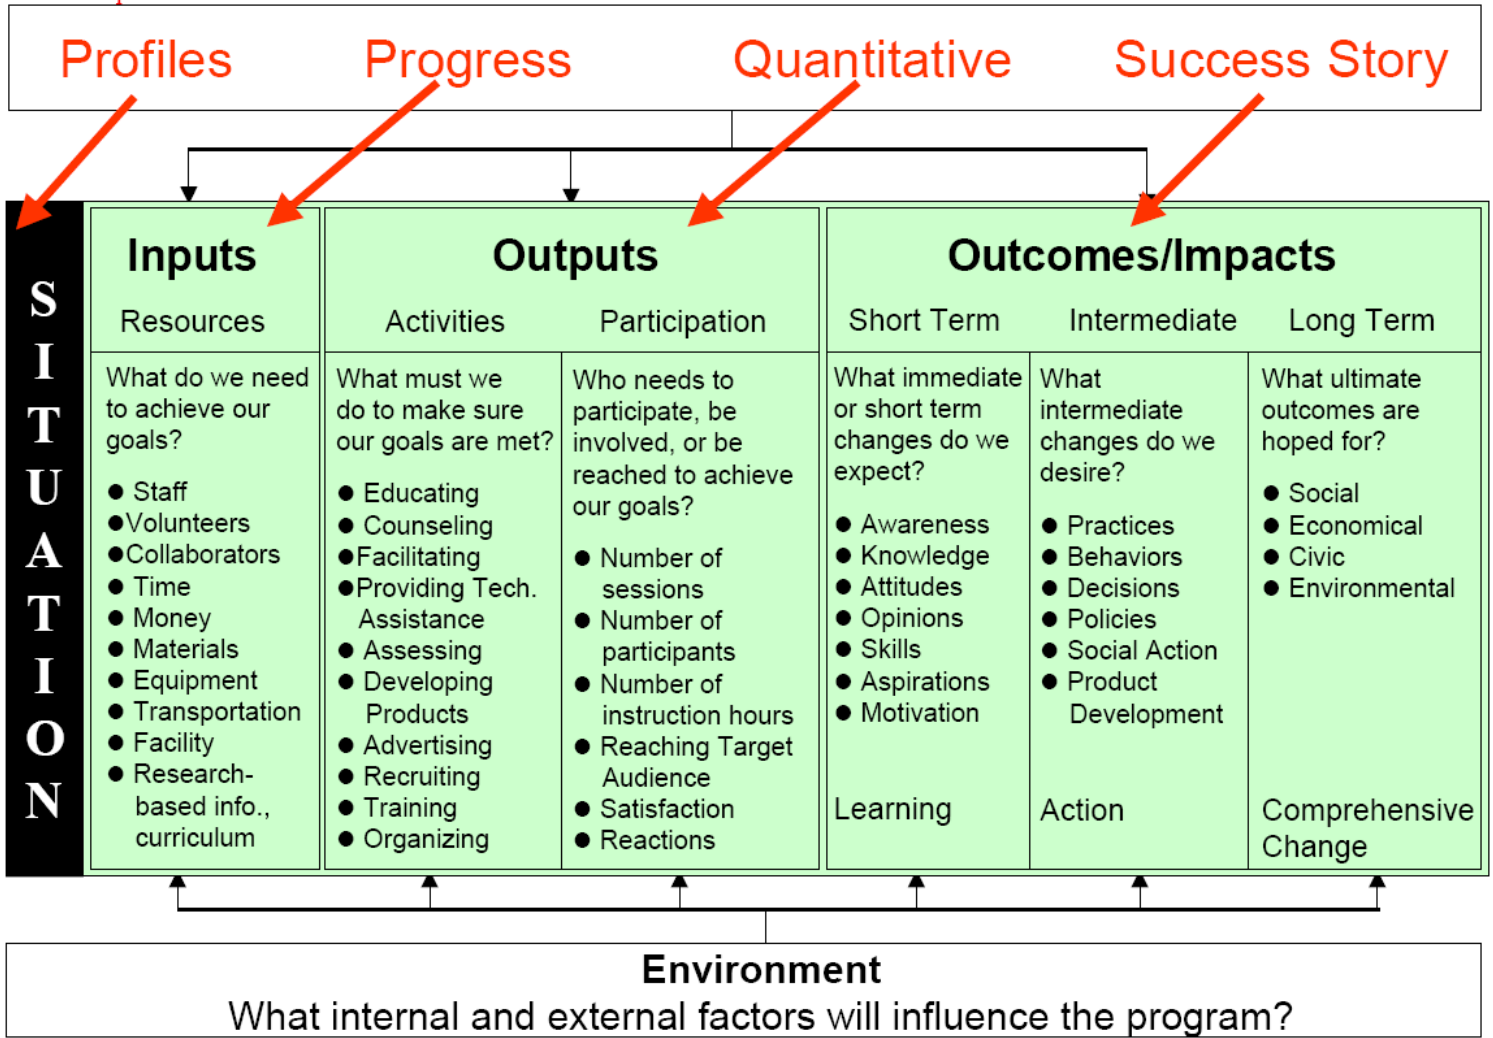 Profiles Progress Quantitative Success Story
SITUATION
Inputs
Resources
What do we need
to achieve our
goals?
● Staff
●Volunteers
●Collaborators
● Time
● Money
● Materials
● Equipment
● Transportation
● Facility
● Research-
based info.,
curriculum
Outputs
Activities
What must we
do to make sure
our goals are met?
● Educating
● Counseling
●Facilitating
●Providing Tech.
Assistance
● Assessing
● Developing
Products
● Advertising
● Recruiting
● Training
● Organizing
Participation
Who needs to
participate, be
involved, or be
reached to achieve
our goals?
● Number of
sessions
● Number of
participants
● Number of
instruction hours
● Reaching Target
Audience
● Satisfaction
● Reactions
Outcomes/Impacts
Short Term
What immediate
or short term
changes do we
expect?
● Awareness
● Knowledge
● Attitudes
● Opinions
● Skills
● Aspirations
● Motivation
Learning
Intermediate
What
intermediate
changes do we
desire?
● Practices
● Behaviors
● Decisions
● Policies
● Social Action
● Product
Development
Action
Long Term
What ultimate
outcomes are
hoped for?
● Social
● Economical
● Civic
● Environmental
Comprehensive
Change
Environment
What internal and external factors will influence the program?